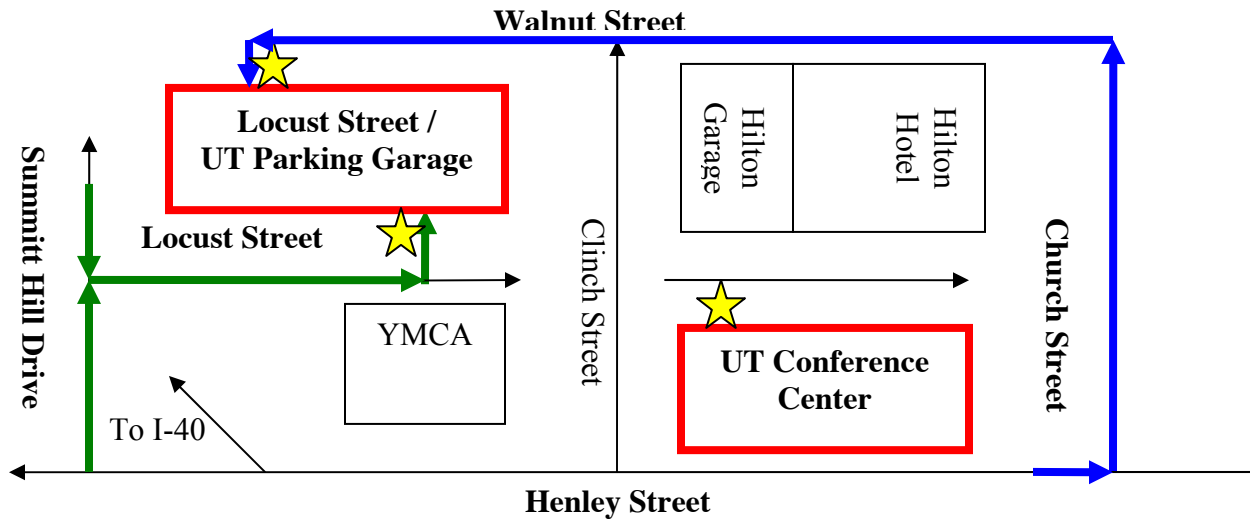 Walnut Street
Locust Street /
UT Parking Garage
Hilton
Garage
Hilton
Hotel
Summitt Hill Drive
Locust Street
Clinch Street
Church Street
YMCA
UT Conference
Center
To I-40
Henley Street